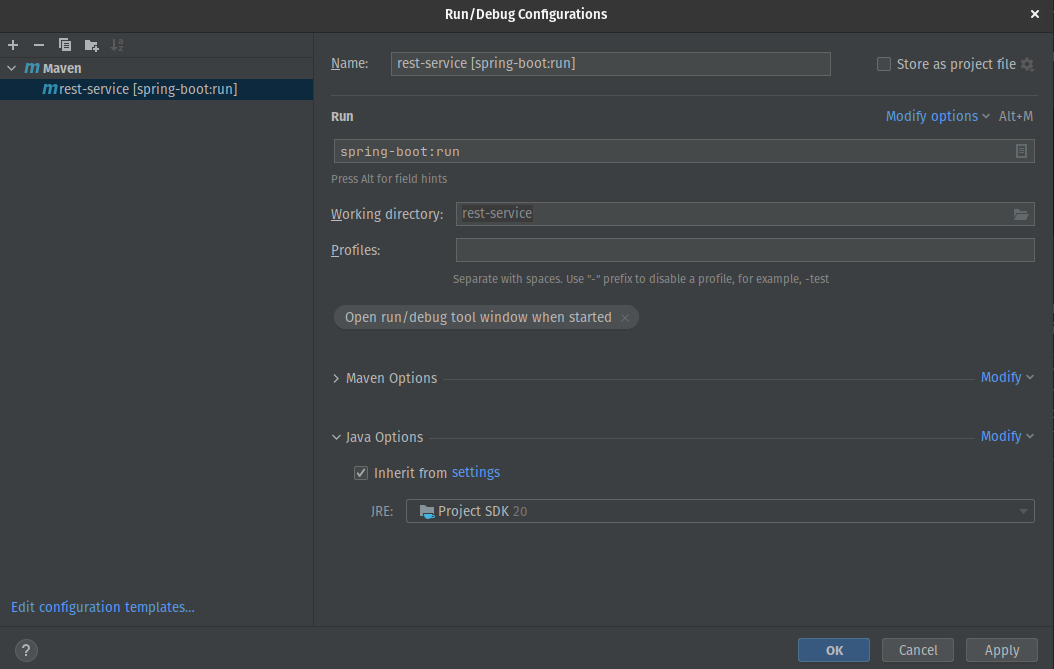 Run/Debug Configurations
Maven
rest-service [spring-boot:run]
Name: rest-service [spring-boot:run] Store as project file
Run Modify options Alt+M
spring-boot:run
Press Alt for field hints
Working directory: rest-service
Profiles:
Separate with spaces. Use "-" prefix to disable a profile, for example, -test
Open run/debug tool window when started
Maven Options Modify
Java Options Modify
Inherit from settings
JRE: Project SDK 20
Edit configuration templates...
? OK Cancel Apply